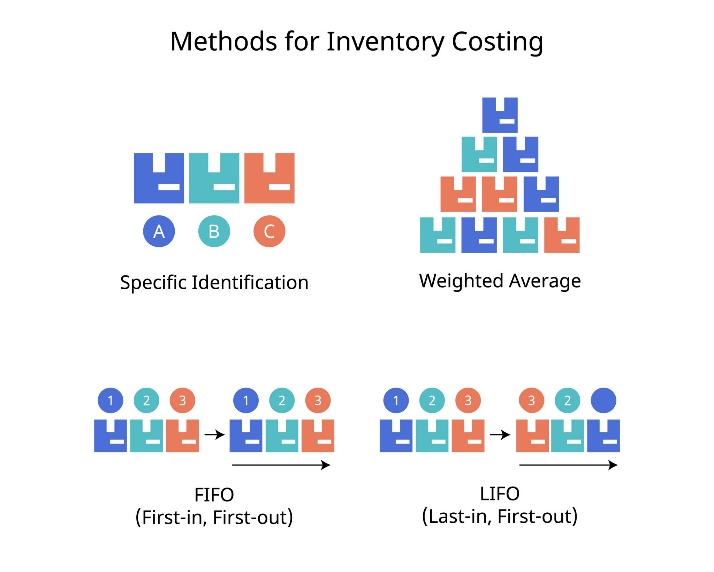 Methods for Inventory Costing
A B C
Specific Identification
Weighted Average
1 2 3 1 2 3
FIFO
(First-in, First-out)
1 2 3 3 2
LIFO
(Last-in, First-out)